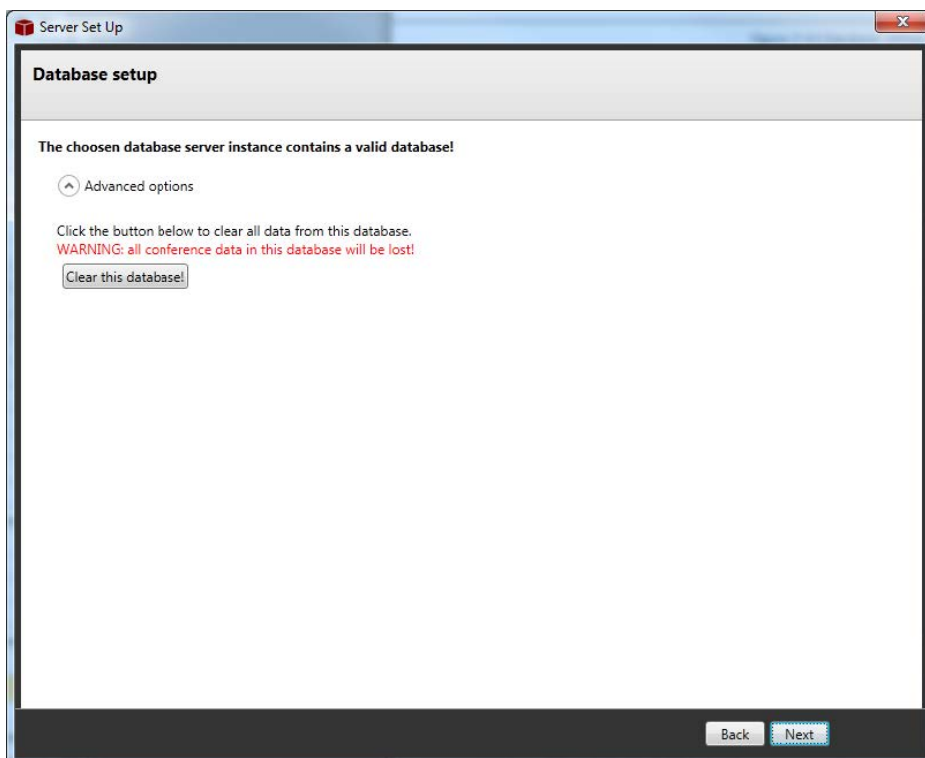 Server Set Up
Database setup
The choosen database server instance contains a valid database!
Advanced options
Click the button below to clear all data from this database.
WARNING: all conference data in this database will be lost!
Clear this database!
Back
Next